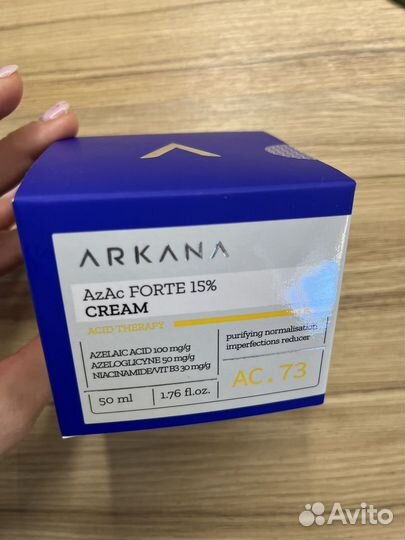 ARKANA
AzAc FORTE 15%
CREAM
ACID THERAPY
AZELAIC ACID 100 mg/g
AZELOGLICYNE 50 mg/g
NIACINAMIDE/VIT B3 30 mg/g
50 ml
1.76 fl.oz.
purifying normalisation
imperfections reducer
AC.73
Avito